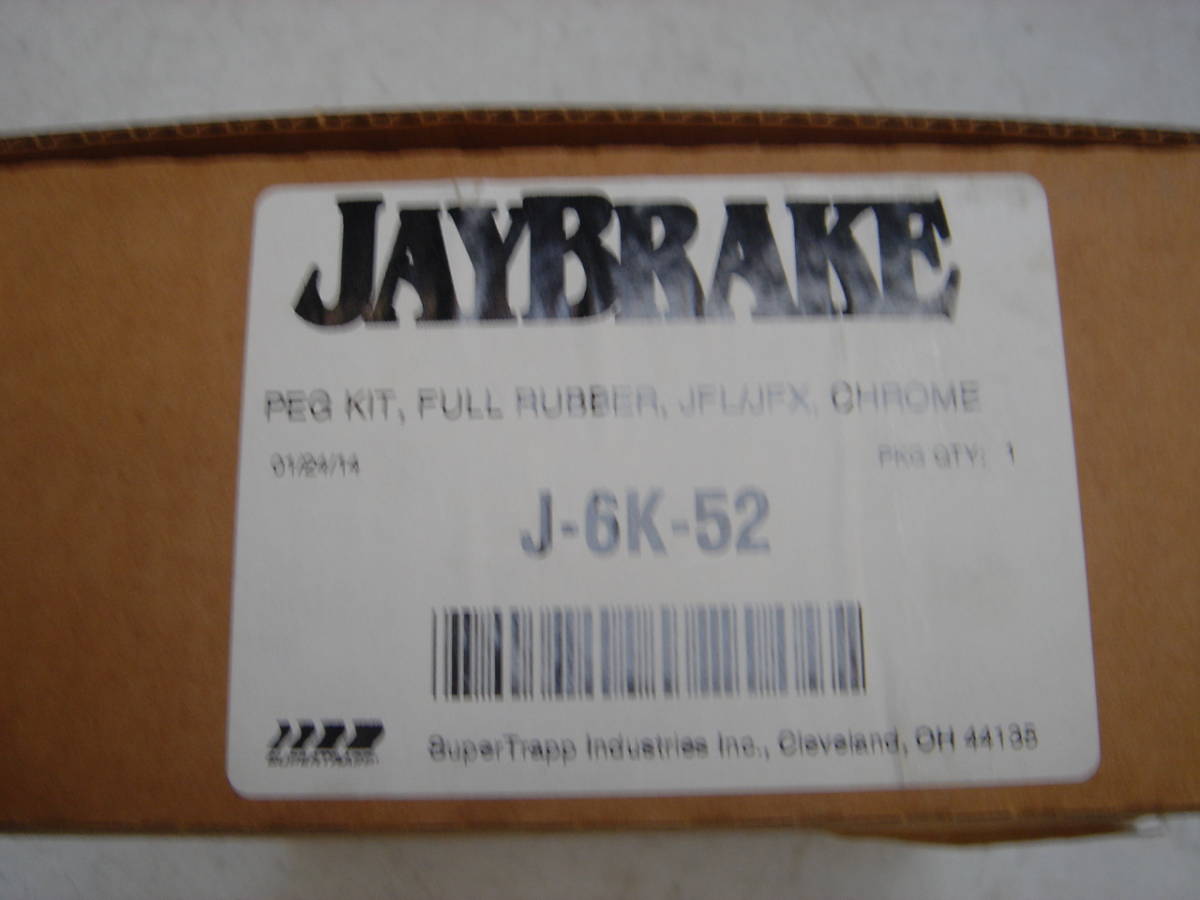 JAYBRAKE
PEG KIT, FULL RUBBER, JFL/JFX, CHROME
01/24/14 PKG QTY: 1
J-6K-52
SUPERTRAPP
SuperTrapp Industries Inc., Cleveland, OH 44135